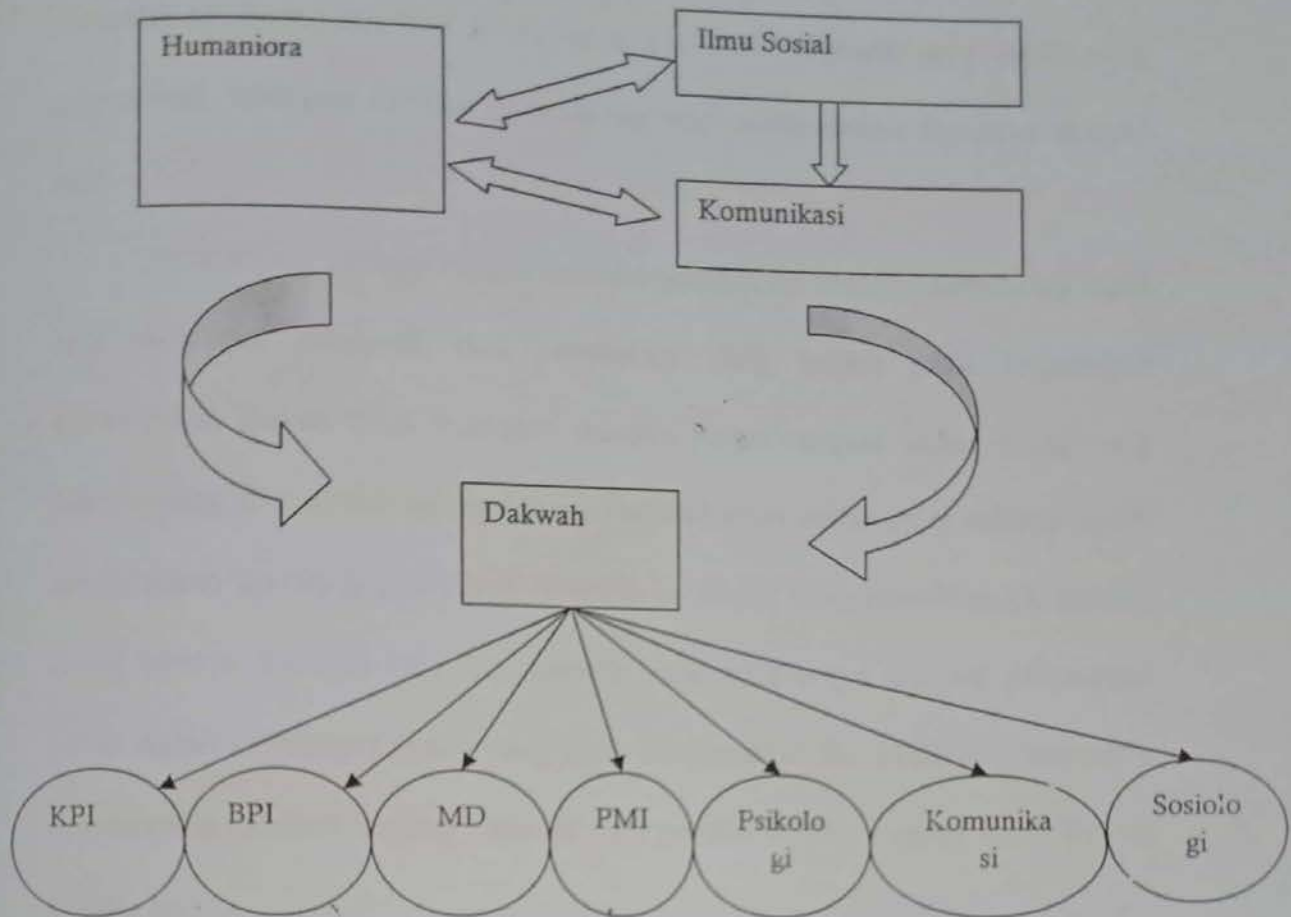 Humaniora
Ilmu Sosial
Komunikasi
Dakwah
KPI
BPI
MD
PMI
Psikolo
gi
Komunika
si
Sosiolo
gi